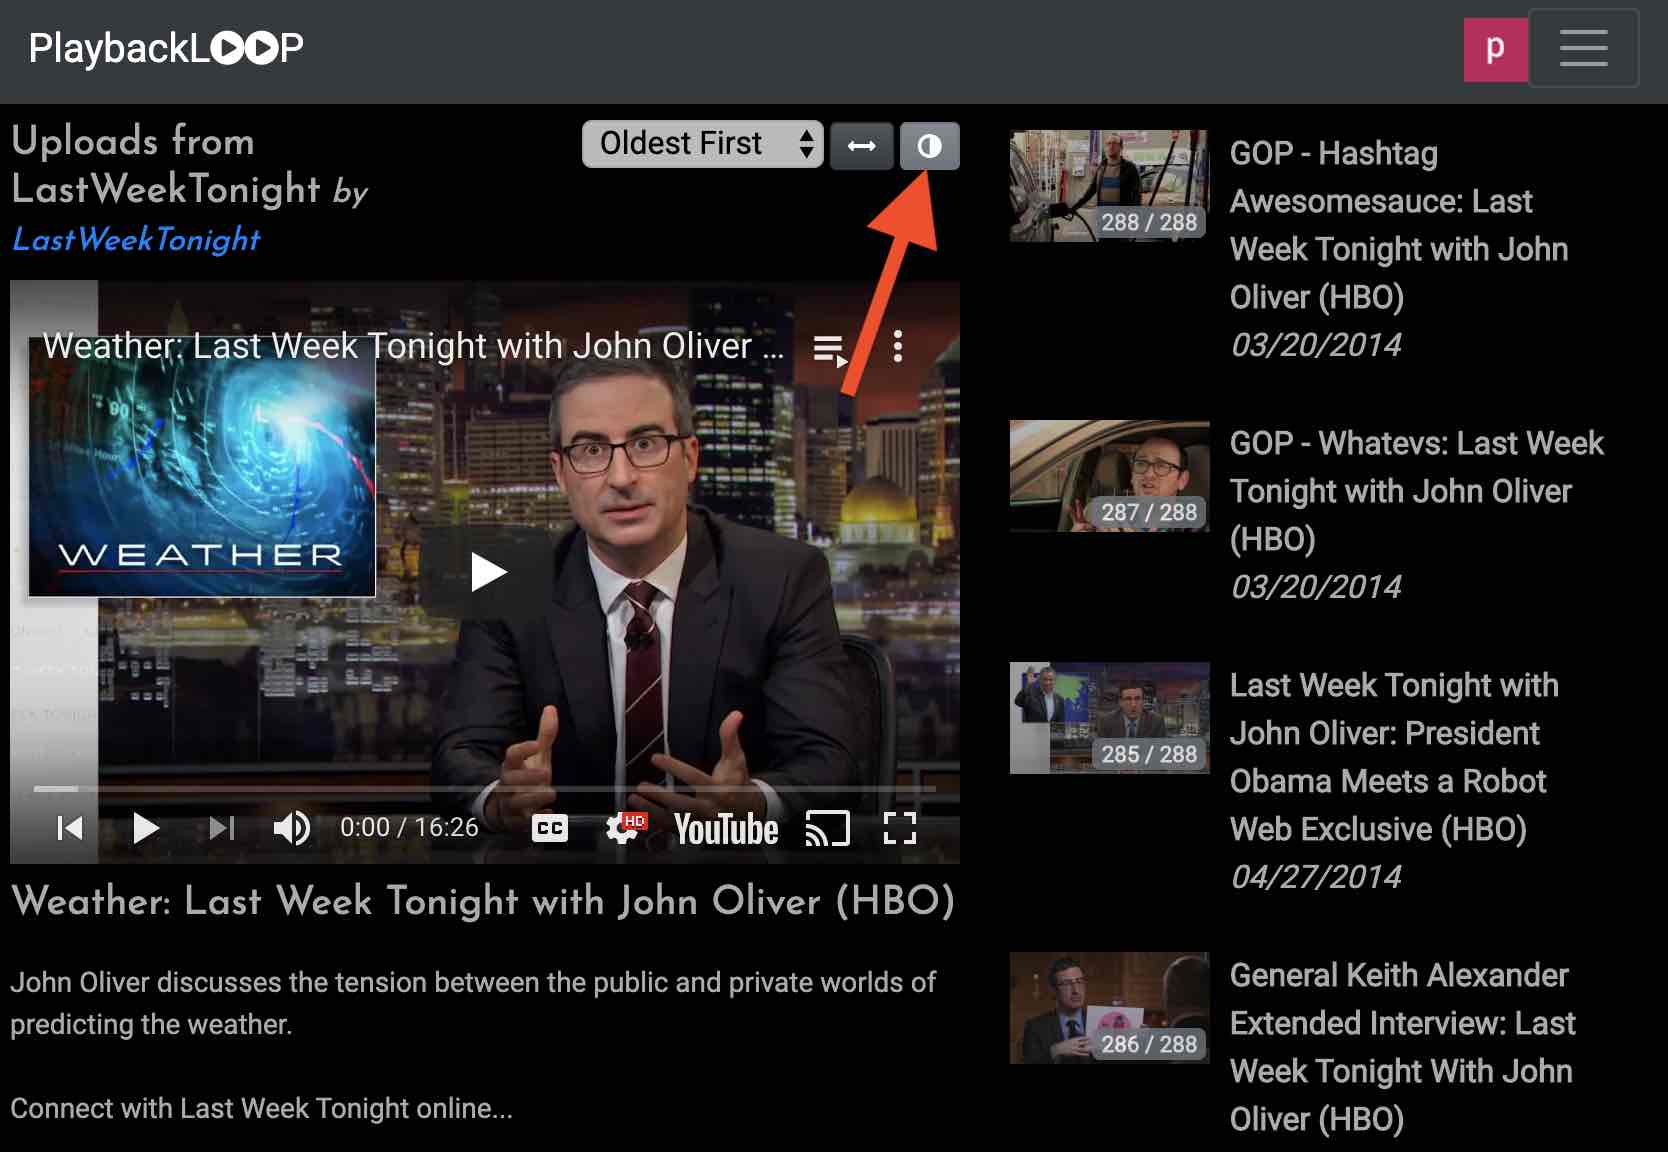 PlaybackLOOP
p
Uploads from
LastWeekTonight by
LastWeekTonight
Oldest First
Weather: Last Week Tonight with John Oliver ...
90
WEATHER
0:00 / 16:26
CC
HD
YouTube
Weather: Last Week Tonight with John Oliver (HBO)
John Oliver discusses the tension between the public and private worlds of
predicting the weather.
Connect with Last Week Tonight online...
288 / 288
GOP - Hashtag
Awesomesauce: Last
Week Tonight with John
Oliver (HBO)
03/20/2014
287 / 288
GOP - Whatevs: Last Week
Tonight with John Oliver
(HBO)
03/20/2014
285 / 288
Last Week Tonight with
John Oliver: President
Obama Meets a Robot
Web Exclusive (HBO)
04/27/2014
286 / 288
General Keith Alexander
Extended Interview: Last
Week Tonight With John
Oliver (HBO)